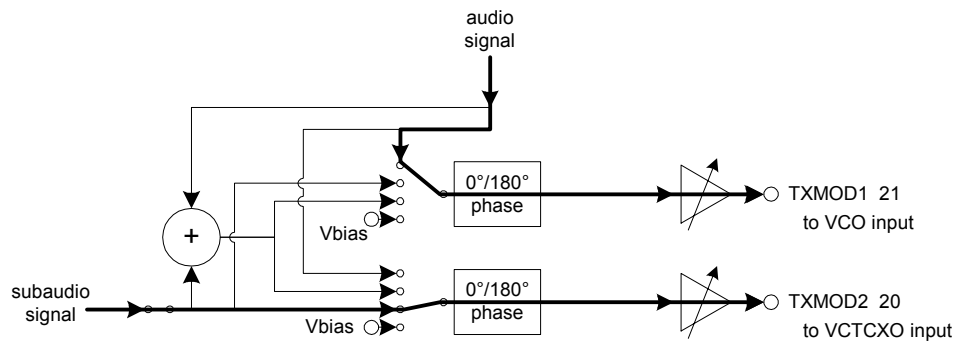 audio
signal
0°/180°
phase
TXMOD1 21
to VCO input
Vbias
+
0°/180°
phase
subaudio
signal
TXMOD2 20
to VCTCXO input
Vbias